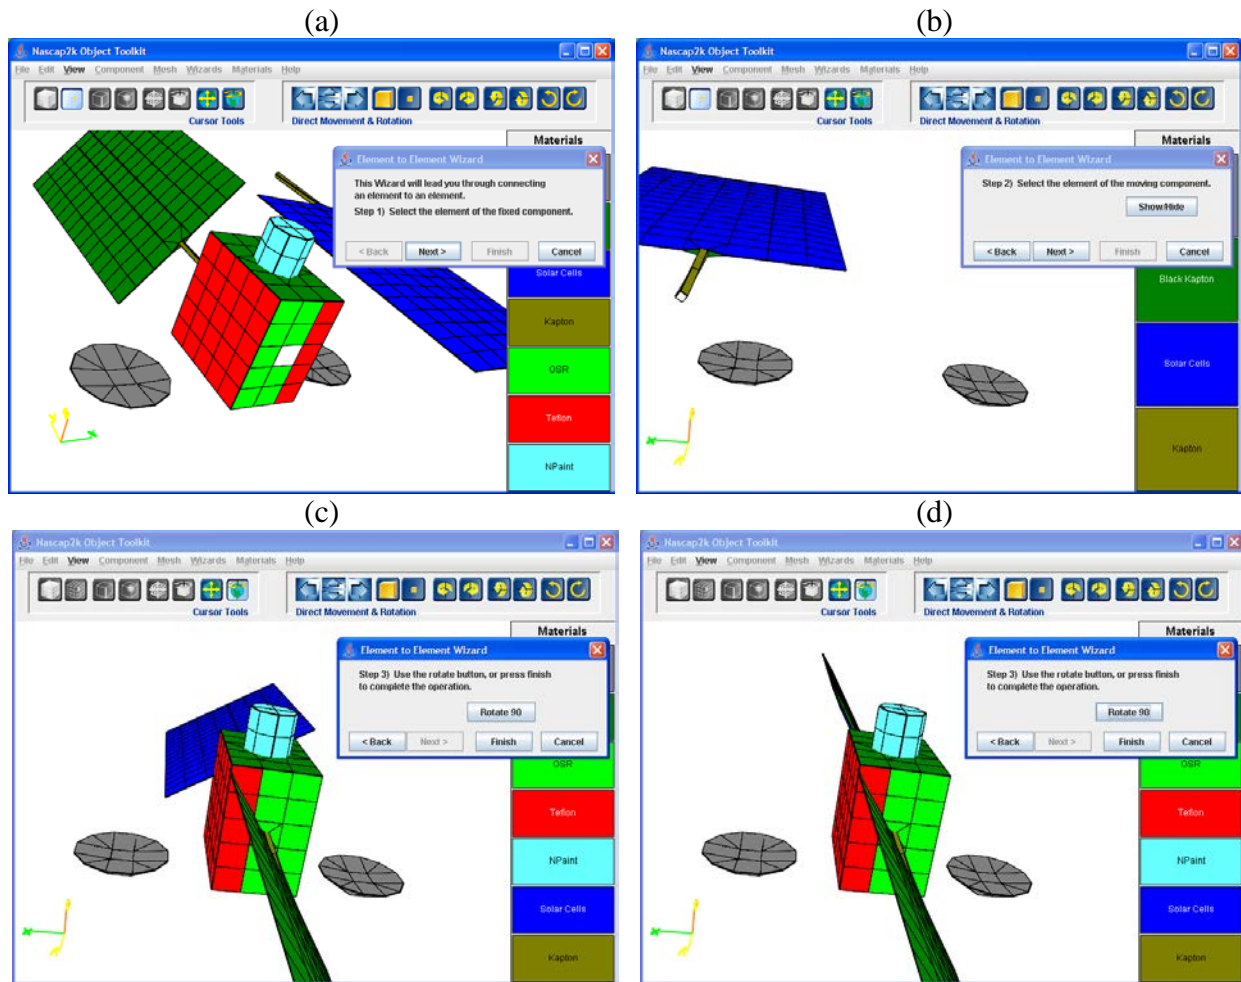 (a)
Nascap2k Object Toolkit
File Edit View Component Mesh Wizards Materials Help
Cursor Tools
Direct Movement & Rotation
Materials
Element to Element Wizard
This Wizard will lead you through connecting
an element to an element.
Step 1) Select the element of the fixed component.
< Back Next > Finish Cancel
Solar Cells
Kapton
OSR
Teflon
NPaint
(b)
Nascap2k Object Toolkit
File Edit View Component Mesh Wizards Materials Help
Cursor Tools
Direct Movement & Rotation
Materials
Element to Element Wizard
Step 2) Select the element of the moving component.
Show/Hide
< Back Next > Finish Cancel
Black Kapton
Solar Cells
Kapton
(c)
Nascap2k Object Toolkit
File Edit View Component Mesh Wizards Materials Help
Cursor Tools
Direct Movement & Rotation
Materials
Element to Element Wizard
Step 3) Use the rotate button, or press finish
to complete the operation.
Rotate 90
< Back Next > Finish Cancel
OSR
Teflon
NPaint
Solar Cells
Kapton
(d)
Nascap2k Object Toolkit
File Edit View Component Mesh Wizards Materials Help
Cursor Tools
Direct Movement & Rotation
Materials
Element to Element Wizard
Step 3) Use the rotate button, or press finish
to complete the operation.
Rotate 90
< Back Next > Finish Cancel
OSR
Teflon
NPaint
Solar Cells
Kapton